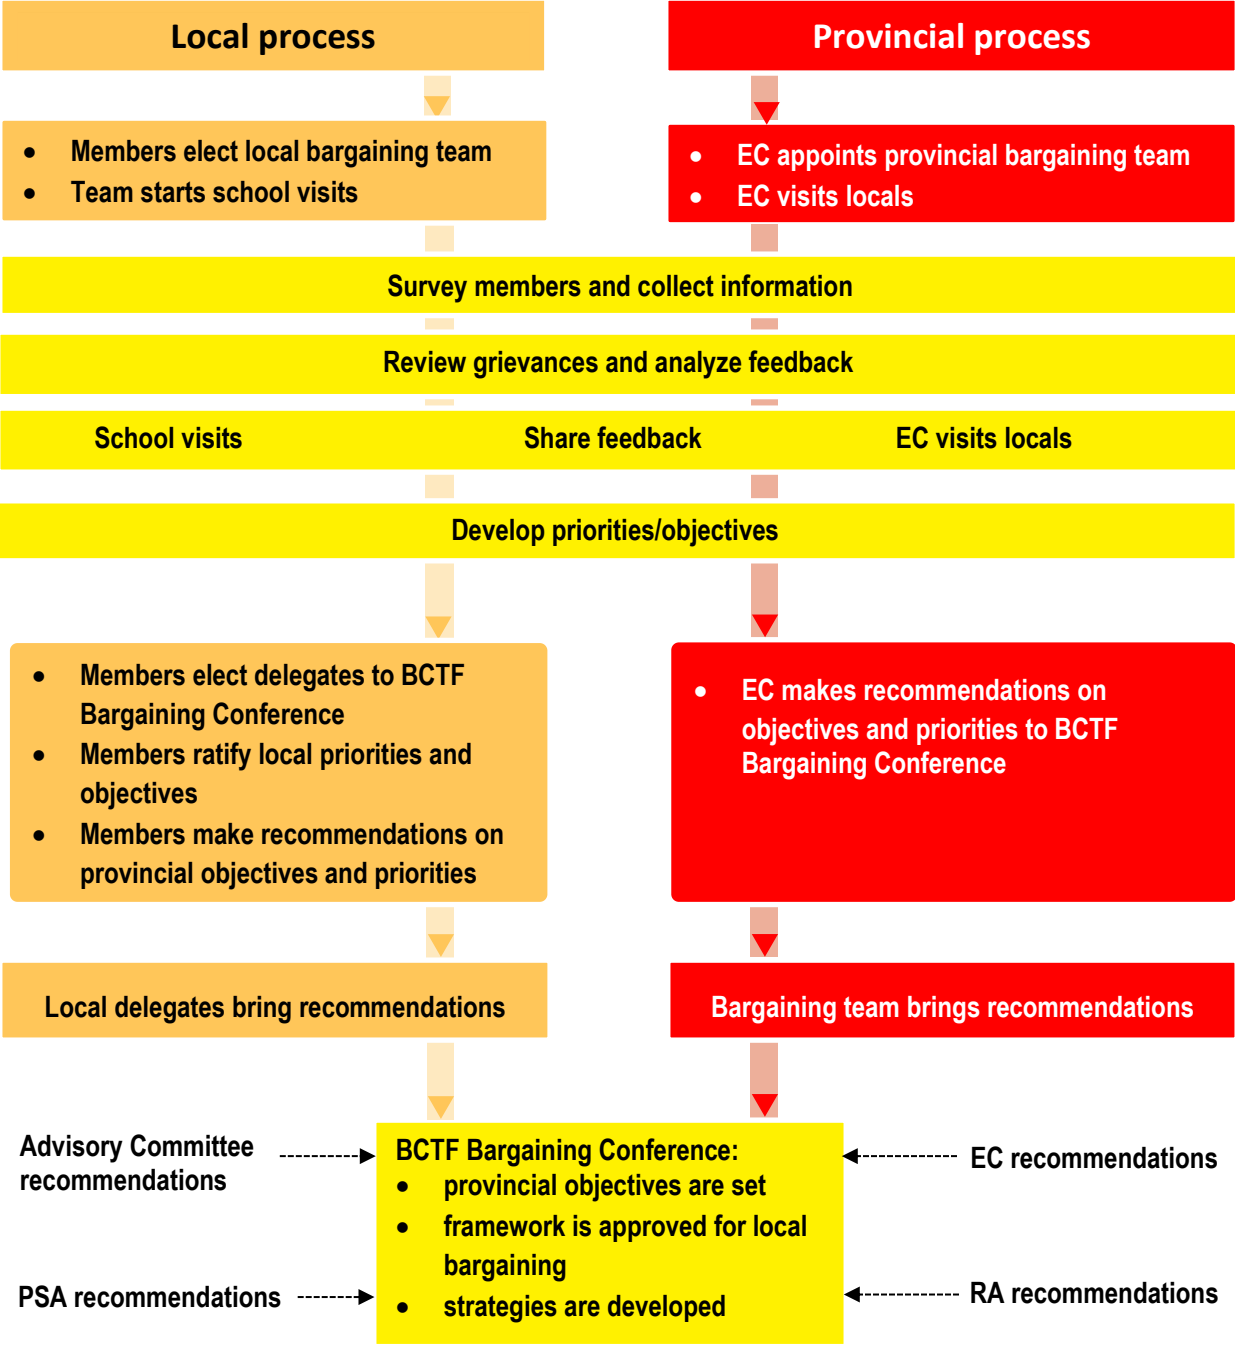 Local process
Provincial process
• Members elect local bargaining team
• Team starts school visits
• EC appoints provincial bargaining team
• EC visits locals
Survey members and collect information
Review grievances and analyze feedback
School visits
Share feedback
EC visits locals
Develop priorities/objectives
• Members elect delegates to BCTF
Bargaining Conference
• Members ratify local priorities and
objectives
• Members make recommendations on
provincial objectives and priorities
• EC makes recommendations on
objectives and priorities to BCTF
Bargaining Conference
Local delegates bring recommendations
Bargaining team brings recommendations
Advisory Committee
recommendations
PSA recommendations
BCTF Bargaining Conference:
• provincial objectives are set
• framework is approved for local
bargaining
• strategies are developed
EC recommendations
RA recommendations